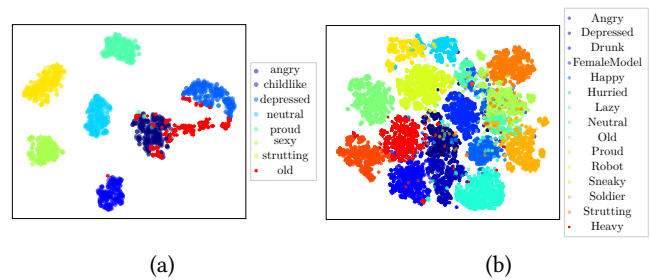 angry
childlike
depressed
neutral
proud
sexy
strutting
old
Angry
Depressed
Drunk
FemaleModel
Happy
Hurried
Lazy
Neutral
Old
Proud
Robot
Sneaky
Soldier
Strutting
Heavy
(a)
(b)